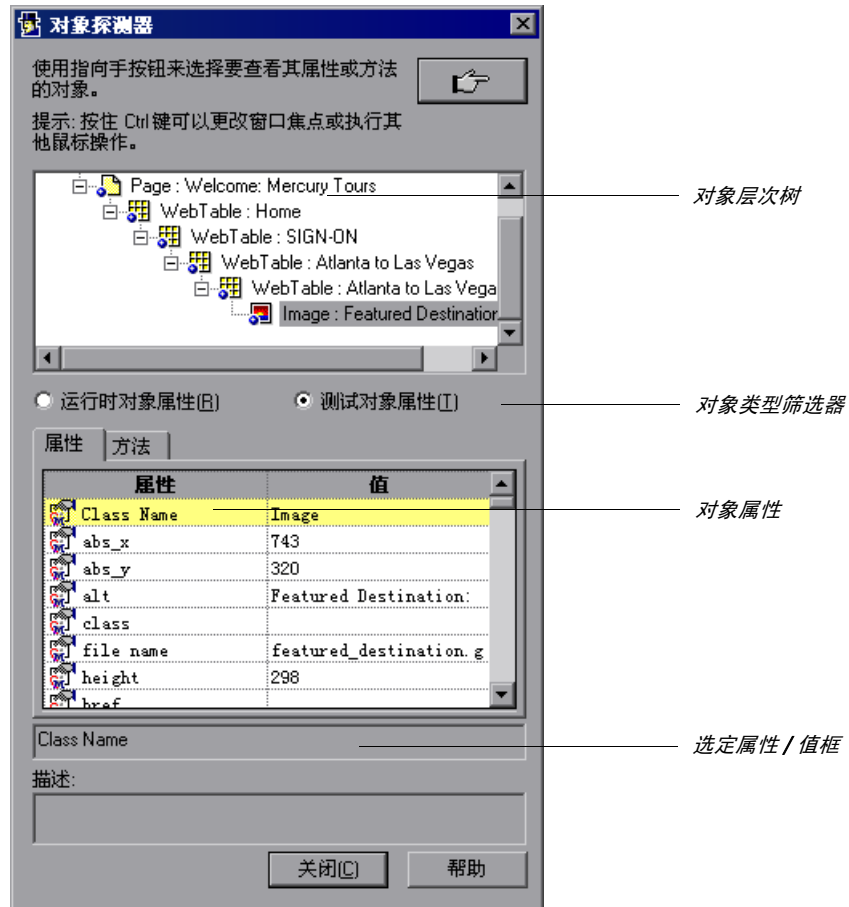 对象探测器
使用指向手按钮来选择要查看其属性或方法
的对象。
提示: 按住 Ctrl 键可以更改窗口焦点或执行其
他鼠标操作。
Page : Welcome: Mercury Tours
WebTable : Home
WebTable : SIGN-ON
WebTable : Atlanta to Las Vegas
WebTable : Atlanta to Las Vega
Image : Featured Destination
对象层次树
运行时对象属性(R) 测试对象属性(T)
对象类型筛选器
属性 方法
属性 值
Class Name Image
对象属性
abs_x 743
abs_y 320
alt Featured Destination:
class
file name featured_destination.g
height 298
href
Class Name
选定属性 / 值框
描述:
关闭(C) 帮助